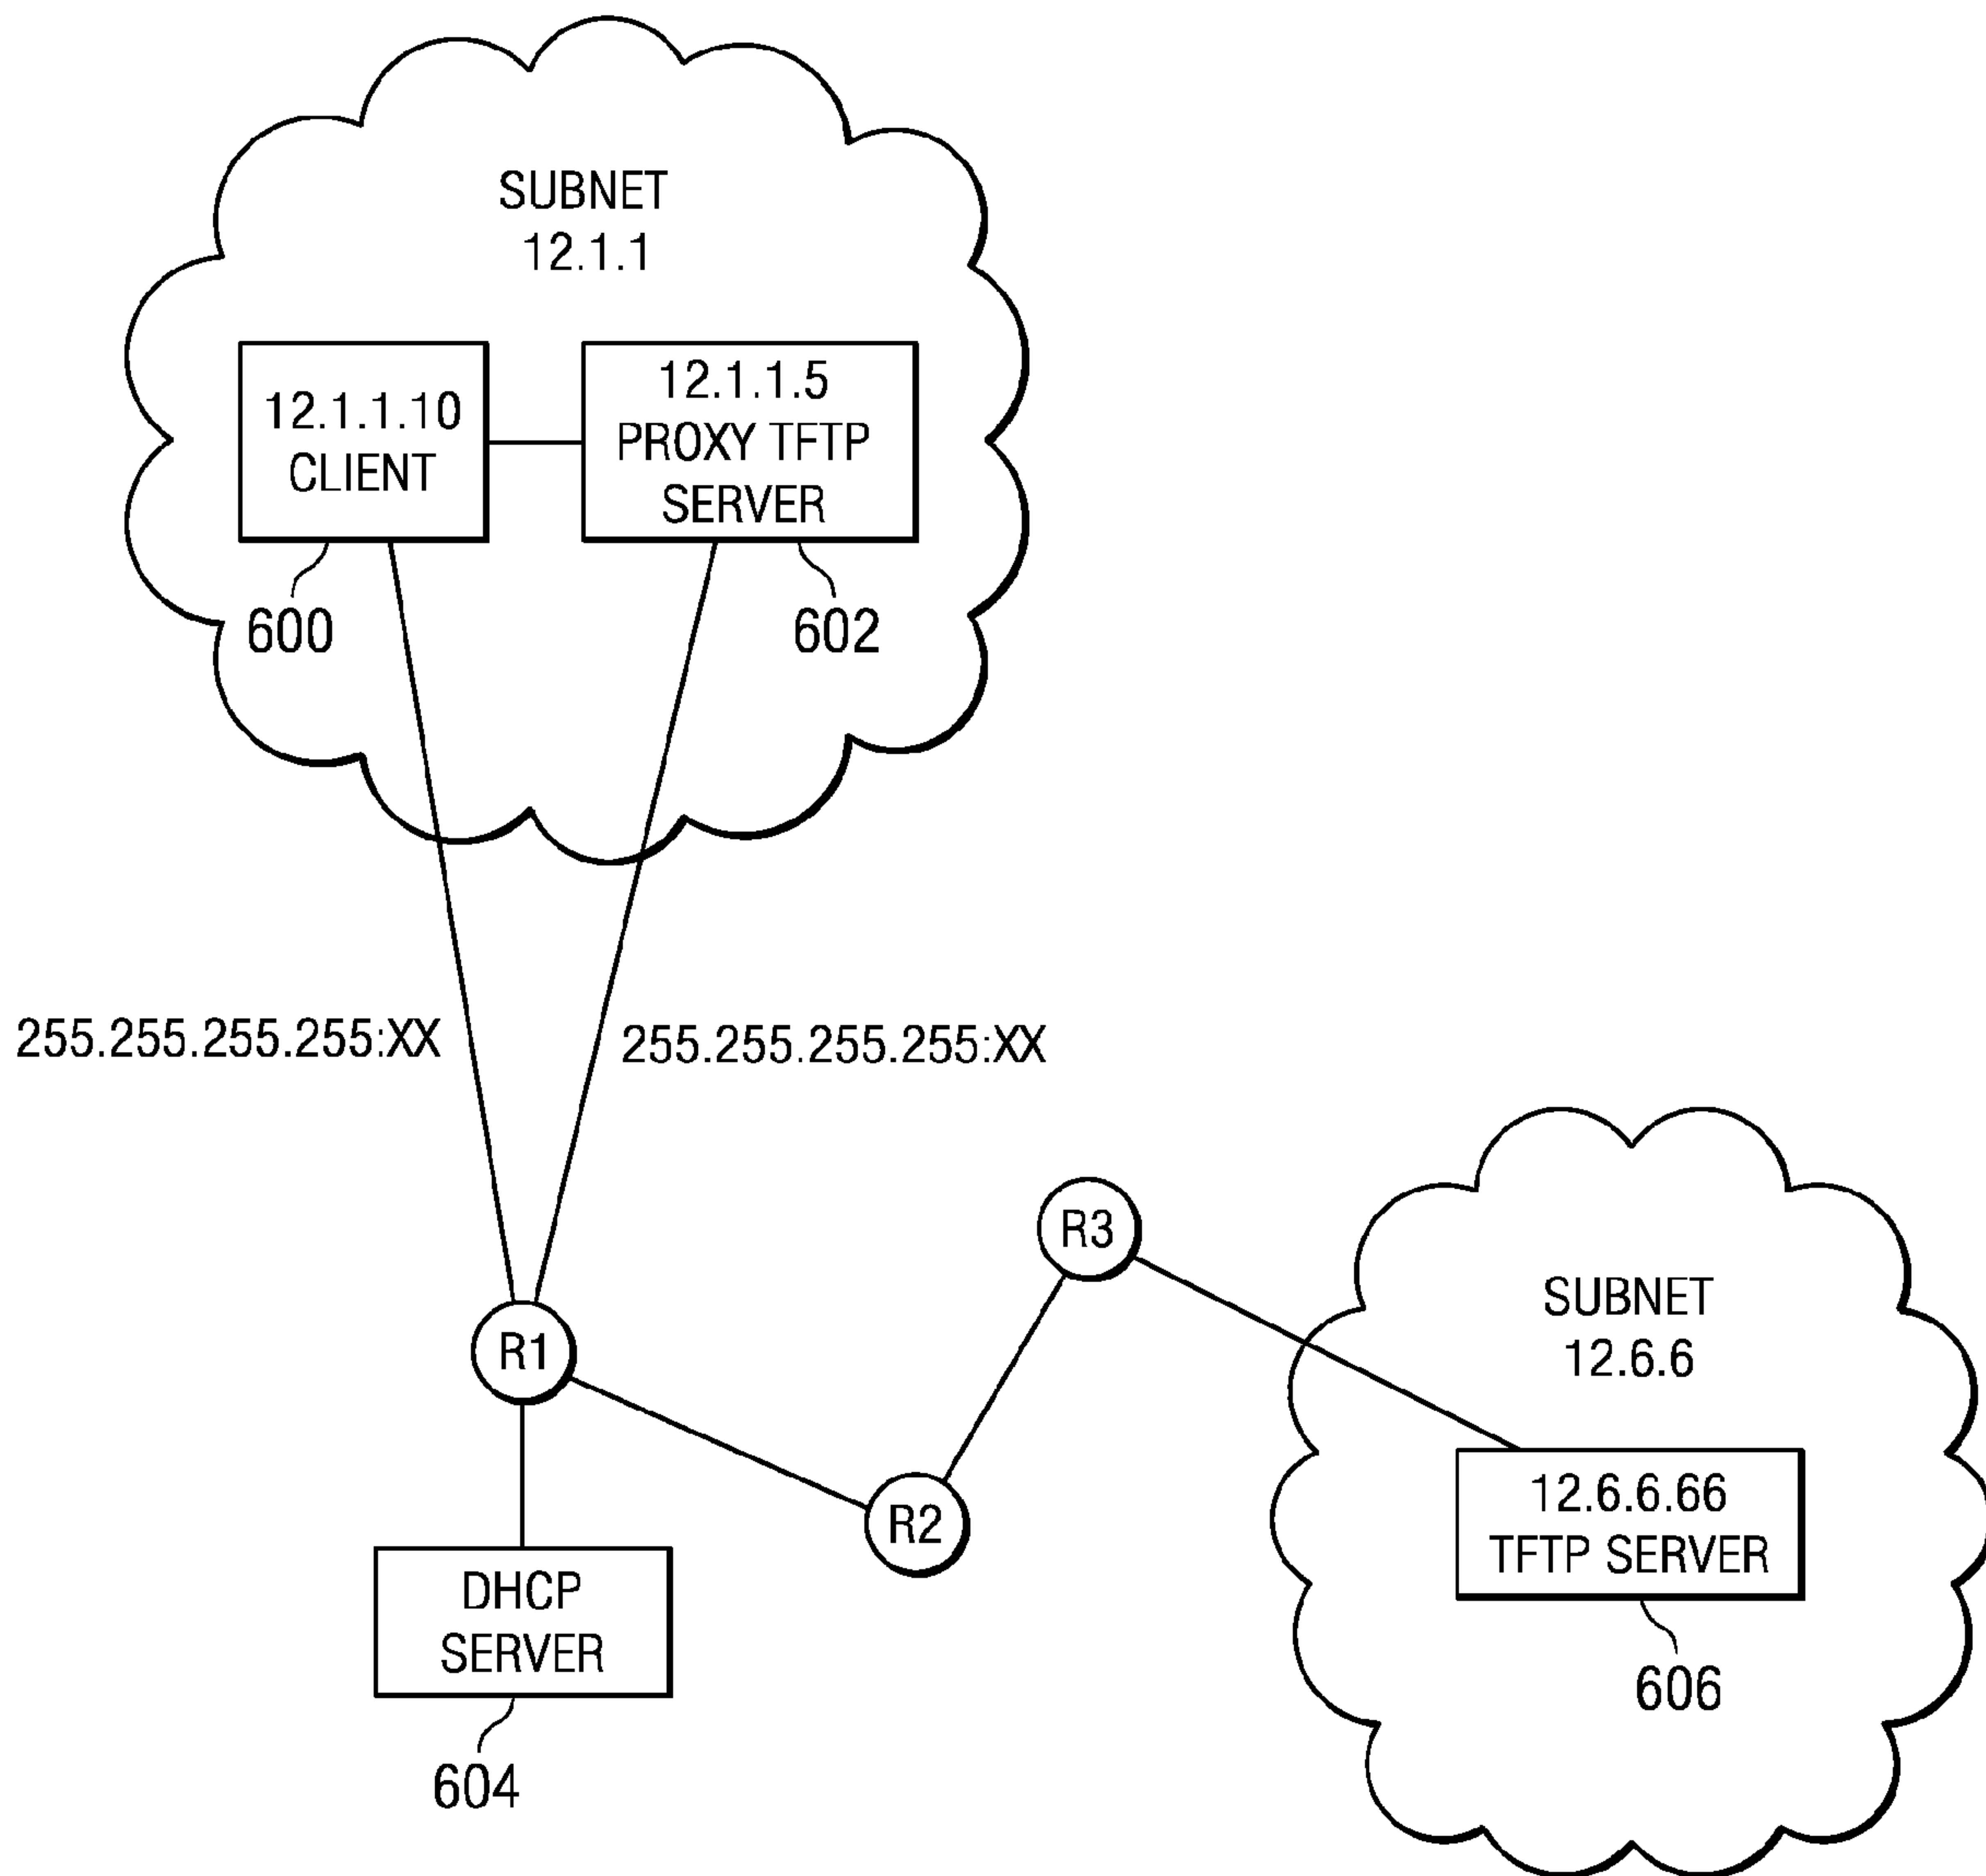 SUBNET
12.1.1
12.1.1.10
CLIENT
12.1.1.5
PROXY TFTP
SERVER
600
602
255.255.255.255:XX
255.255.255.255:XX
R3
R1
R2
SUBNET
12.6.6
12.6.6.66
TFTP SERVER
606
DHCP
SERVER
604